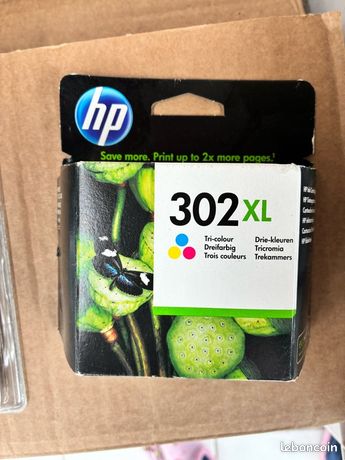 hp
Save more. Print up to 2x more pages.
302XL
Tri-colour Drie-kleuren
Dreifarbig Tricromia
Trois couleurs Trekammers
leboncoin